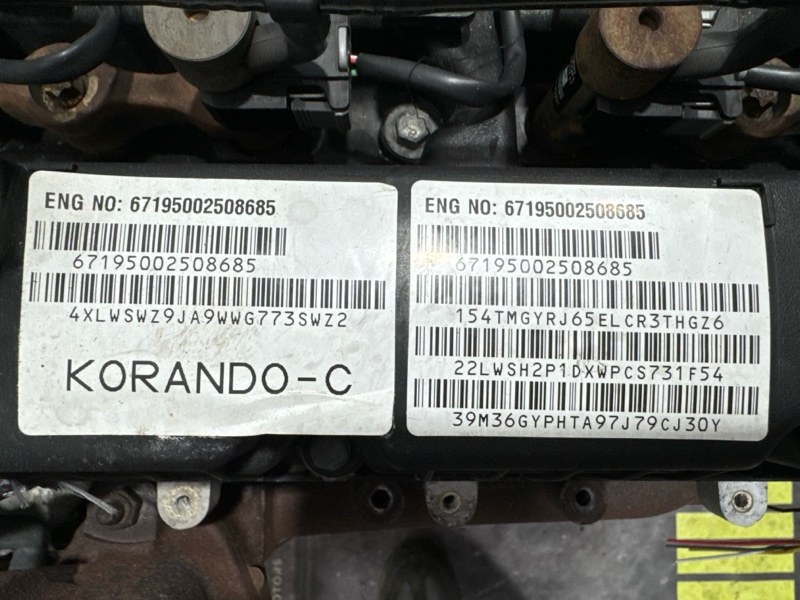 ENG NO: 67195002508685
67195002508685
4XLWSWZ9JA9WWG773SWZ2
KORANDO-C
ENG NO: 67195002508685
67195002508685
154TMGYRJ65ELCR3THGZ6
22LWSH2P1DXWPCS731F54
39M36GYPHTA97J79CJ30Y